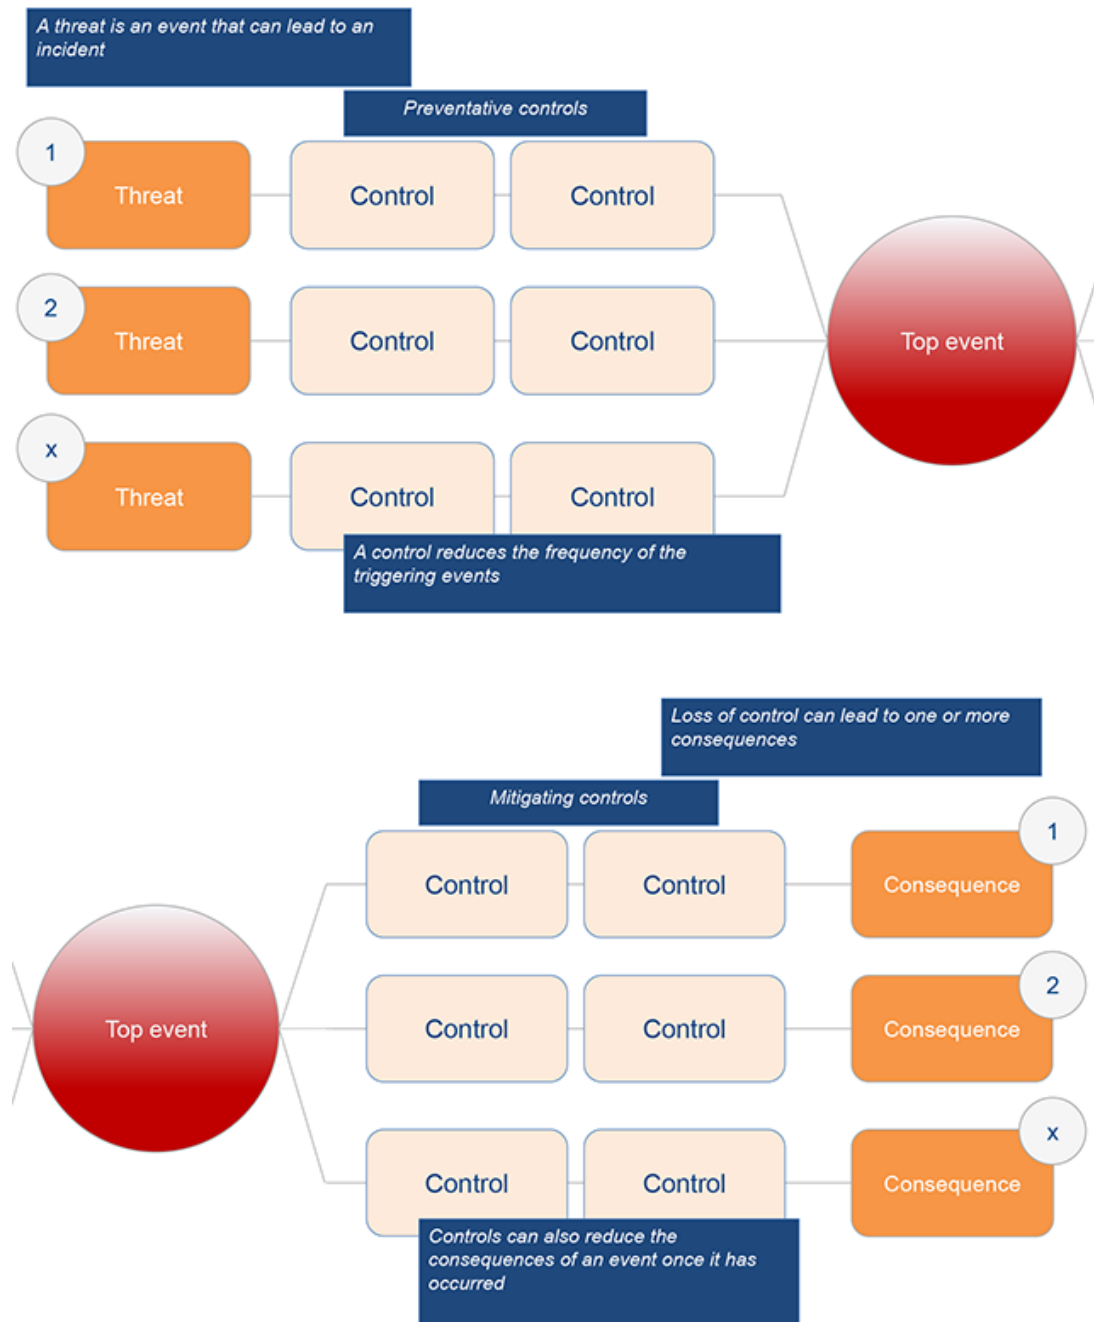 A threat is an event that can lead to an
incident
Preventative controls
1
Threat
Control
Control
2
Threat
Control
Control
Top event
x
Threat
Control
Control
A control reduces the frequency of the
triggering events
Loss of control can lead to one or more
consequences
Mitigating controls
1
Control
Control
Consequence
2
Top event
Control
Control
Consequence
x
Control
Control
Consequence
Controls can also reduce the
consequences of an event once it has
occurred